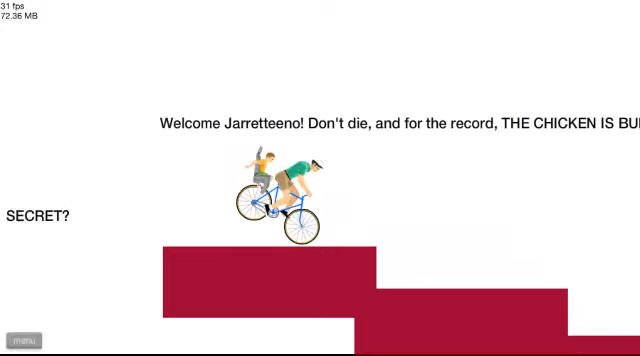 31 fps
72.36 MB
Welcome Jarretteeno! Don't die, and for the record, THE CHICKEN IS
SECRET?
menu